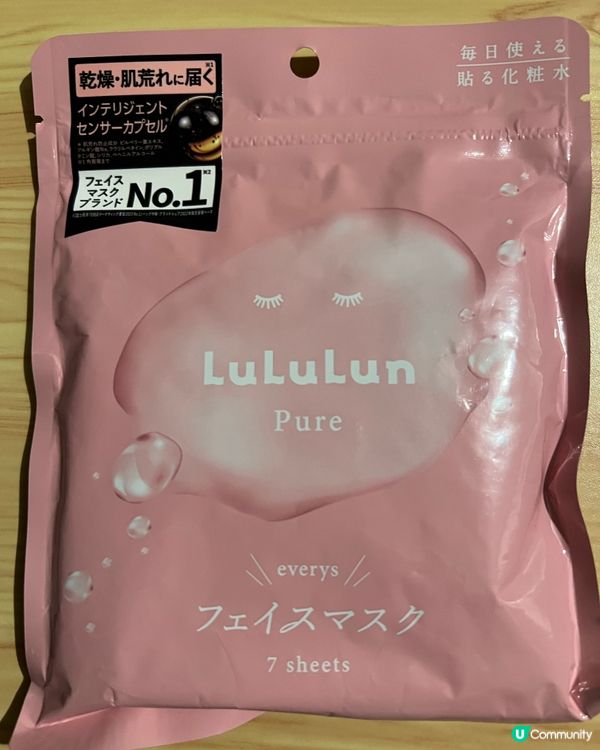 乾燥・肌荒れに届く※1
インテリジェント
センサーカプセル
フェイス
マスク
ブランド
No.1※2
毎日使える
貼る化粧水
LuLuLun
Pure
everys
フェイスマスク
7 sheets
U Community